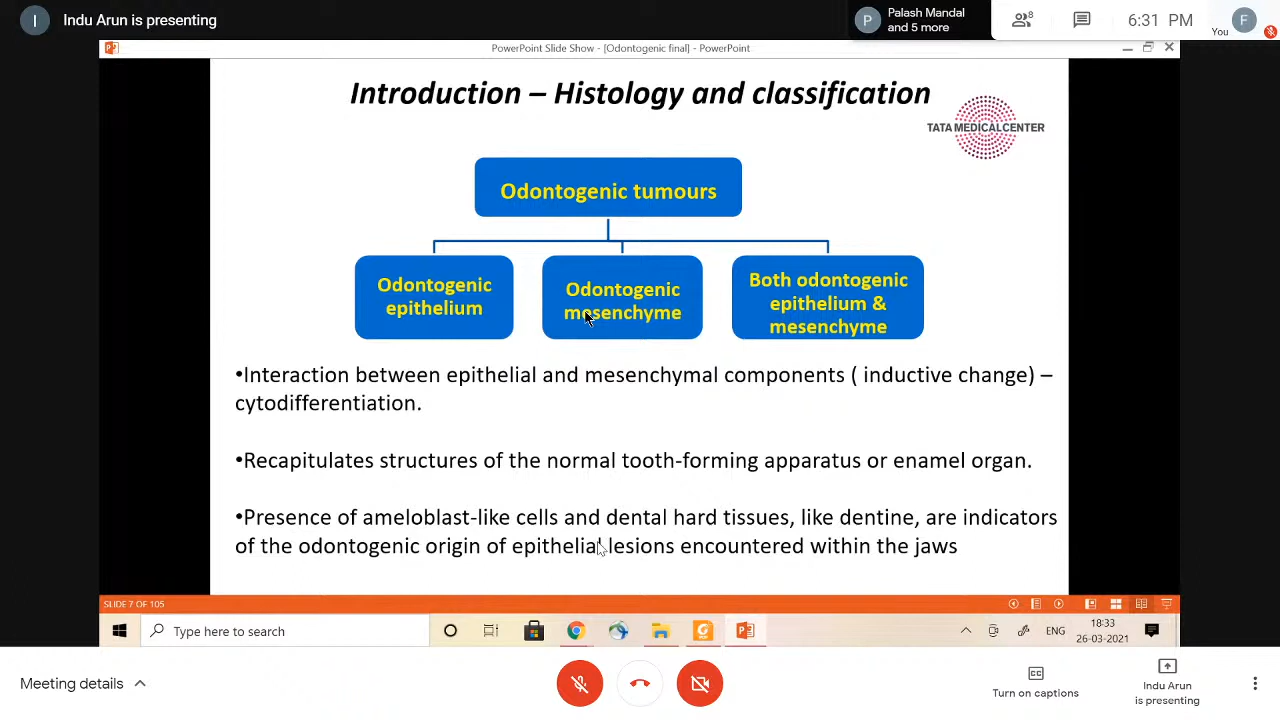 I Indu Arun is presenting
P Palash Mandal
and 5 more
8
6:31 PM
F
You
PowerPoint Slide Show - [Odontogenic final] - PowerPoint
Introduction – Histology and classification
TATA MEDICAL CENTER
Odontogenic tumours
Odontogenic
epithelium
Odontogenic
mesenchyme
Both odontogenic
epithelium &
mesenchyme
•Interaction between epithelial and mesenchymal components ( inductive change) –
cytodifferentiation.
•Recapitulates structures of the normal tooth-forming apparatus or enamel organ.
•Presence of ameloblast-like cells and dental hard tissues, like dentine, are indicators
of the odontogenic origin of epithelial lesions encountered within the jaws
SLIDE 7 OF 105
Type here to search
ENG
18:33
26-03-2021
Meeting details
Turn on captions
Indu Arun
is presenting